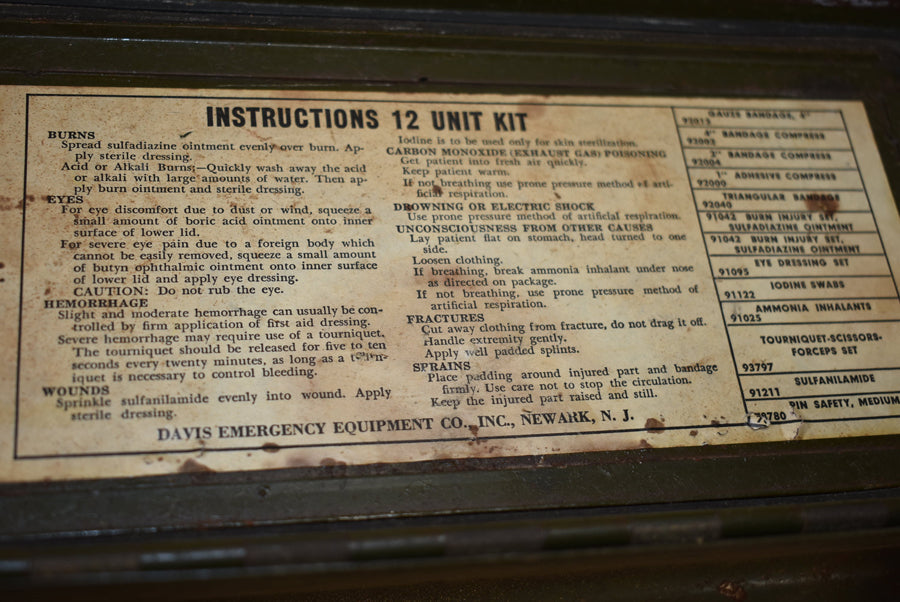 INSTRUCTIONS 12 UNIT KIT
BURNS
Spread sulfadiazine ointment evenly over burn. Ap-
ply sterile dressing.
Acid or Alkali Burns;—Quickly wash away the acid
or alkali with large amounts of water. Then ap-
ply burn ointment and sterile dressing.
EYES
For eye discomfort due to dust or wind, squeeze a
small amount of boric acid ointment onto inner
surface of lower lid.
For severe eye pain due to a foreign body which
cannot be easily removed, squeeze a small amount
of butyn ophthalmic ointment onto inner surface
of lower lid and apply eye dressing.
CAUTION: Do not rub the eye.
HEMORRHAGE
Slight and moderate hemorrhage can usually be con-
trolled by firm application of first aid dressing.
Severe hemorrhage may require use of a tourniquet.
The tourniquet should be released for five to ten
seconds every twenty minutes, as long as a
iquet is necessary to control bleeding.
WOUNDS
Sprinkle sulfanilamide evenly into wound. Apply
sterile dressing.
Iodine is to be used only for skin sterilization.
CARBON MONOXIDE (EXHAUST GAS) POISONING
Get patient into fresh air quickly.
Keep patient warm.
If not breathing use prone pressure method of arti-
ficial respiration.
DROWNING OR ELECTRIC SHOCK
Use prone pressure method of artificial respiration.
UNCONSCIOUSNESS FROM OTHER CAUSES
Lay patient flat on stomach, head turned to one
side.
Loosen clothing.
If breathing, break ammonia inhalant under nose
as directed on package.
If not breathing, use prone pressure method of
artificial respiration.
FRACTURES
Cut away clothing from fracture, do not drag it off.
Handle extremity gently.
Apply well padded splints.
SPRAINS
Place padding around injured part and bandage
firmly. Use care not to stop the circulation.
Keep the injured part raised and still.
DAVIS EMERGENCY EQUIPMENT CO., INC., NEWARK, N. J.
GAUZE BANDAGE, 4"
92015
4" BANDAGE COMPRESS
92003
2" BANDAGE COMPRESS
92004
1" ADHESIVE COMPRESS
92000
TRIANGULAR BANDAGE
92040
91042 BURN INJURY SET,
SULFADIAZINE OINTMENT
91042 BURN INJURY SET,
SULFADIAZINE OINTMENT
EYE DRESSING SET
91095
IODINE SWABS
91122
AMMONIA INHALANTS
91025
TOURNIQUET-SCISSORS-
FORCEPS SET
93797
SULFANILAMIDE
91211
PIN SAFETY, MEDIUM
79780